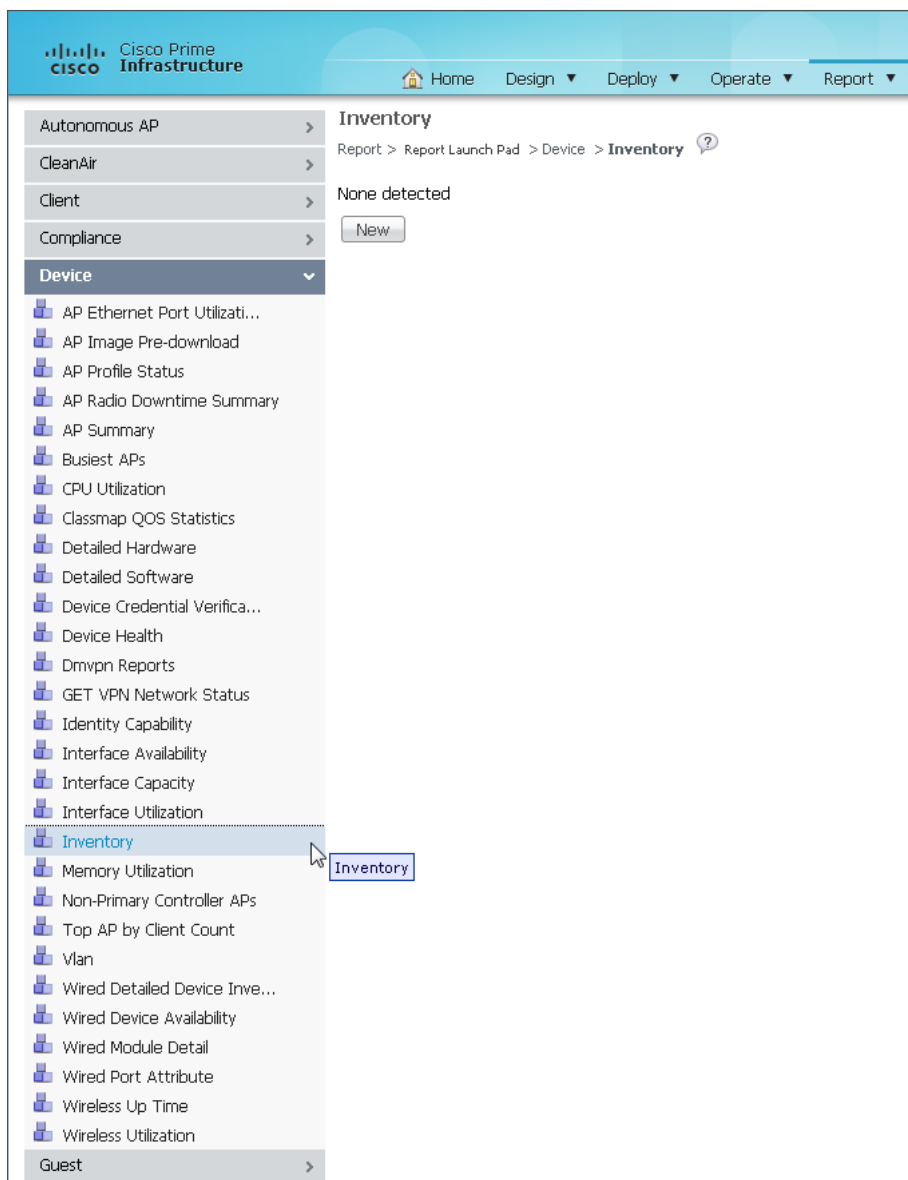 Cisco Prime
CISCO Infrastructure
Home Design ▼ Deploy ▼ Operate ▼ Report ▼
Autonomous AP
CleanAir
Client
Compliance
Device
AP Ethernet Port Utilizati...
AP Image Pre-download
AP Profile Status
AP Radio Downtime Summary
AP Summary
Busiest APs
CPU Utilization
Classmap QOS Statistics
Detailed Hardware
Detailed Software
Device Credential Verifica...
Device Health
Dmvpn Reports
GET VPN Network Status
Identity Capability
Interface Availability
Interface Capacity
Interface Utilization
Inventory
Memory Utilization
Non-Primary Controller APs
Top AP by Client Count
Vlan
Wired Detailed Device Inve...
Wired Device Availability
Wired Module Detail
Wired Port Attribute
Wireless Up Time
Wireless Utilization
Guest
Inventory
Report > Report Launch Pad > Device > Inventory ?
None detected
New
Inventory